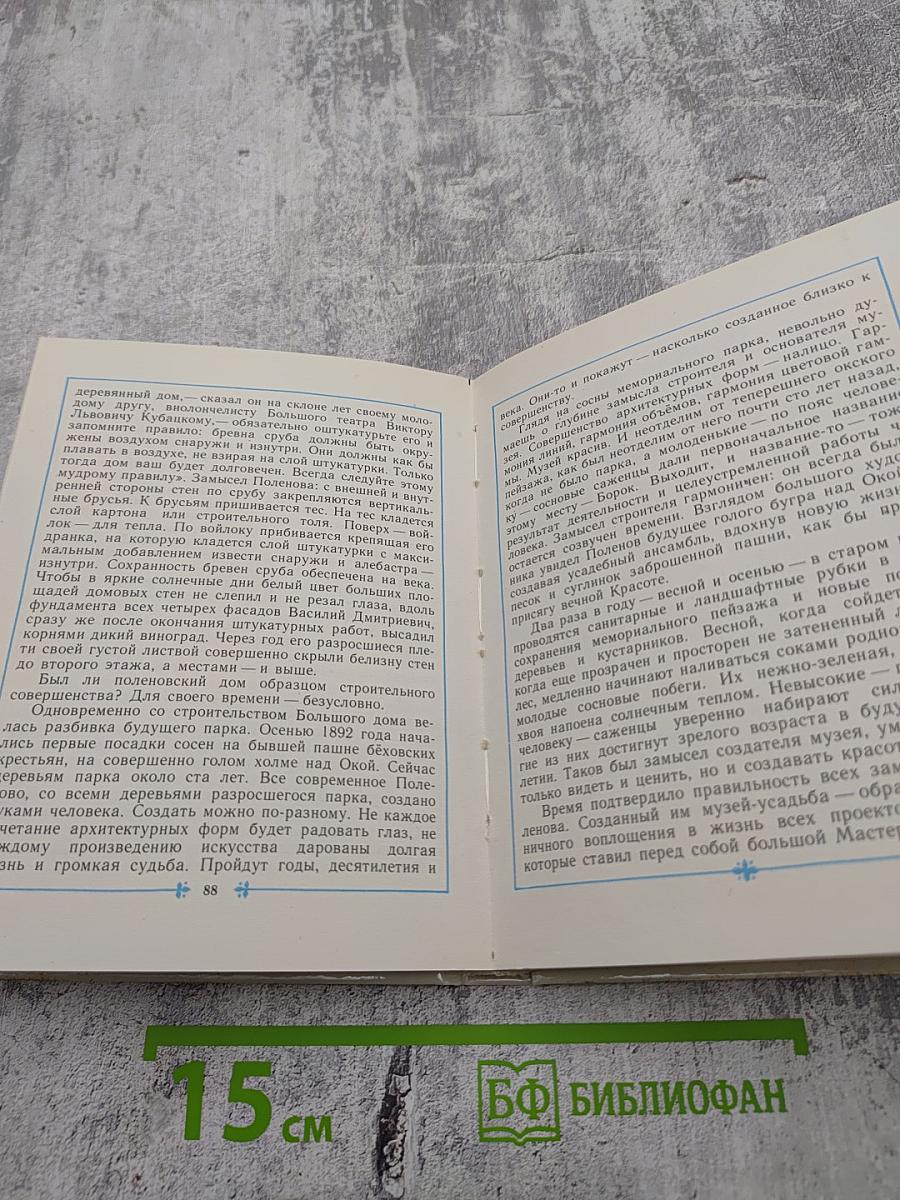 деревянный дом,— сказал он на склоне лет своему моло-
дому другу, виолончелисту Большого театра Виктору
Львовичу Кубацкому,— обязательно оштукатурьте его и
запомните правило: бревна сруба должны быть окру-
жены воздухом снаружи и изнутри. Они должны как бы
плавать в воздухе, не взирая на слой штукатурки. Только
тогда дом ваш будет долговечен. Всегда следуйте этому
мудрому правилу». Замысел Поленова: с внешней и внут-
ренней стороны стен по срубу закрепляются вертикаль-
ные брусья. К брусьям пришивается тес. На тес кладется
слой картона или строительного толя. Поверх — вой-
лок — для тепла. По войлоку прибивается крепящая его
дранка, на которую кладется слой штукатурки с макси-
мальным добавлением извести снаружи и алебастра —
изнутри. Сохранность бревен сруба обеспечена на века.
Чтобы в яркие солнечные дни белый цвет больших пло-
щадей домовых стен не слепил и не резал глаза, вдоль
фундамента всех четырех фасадов Василий Дмитриевич,
сразу же после окончания штукатурных работ, высадил
корнями дикий виноград. Через год его разросшиеся пле-
ти своей густой листвой совершенно скрыли белизну стен
до второго этажа, а местами — и выше.
Был ли поленовский дом образцом строительного
совершенства? Для своего времени — безусловно.
Одновременно со строительством Большого дома ве-
лась разбивка будущего парка. Осенью 1892 года нача-
лись первые посадки сосен на бывшей пашне бёховских
крестьян, на совершенно голом холме над Окой. Сейчас
деревьям парка около ста лет. Все современное Поле-
ово, со всеми деревьями разросшегося парка, создано
уками человека. Создать можно по-разному. Не каждое
четание архитектурных форм будет радовать глаз, не
ждому произведению искусства дарованы долгая
знь и громкая судьба. Пройдут годы, десятилетия и
88
века. Они-то и покажут — насколько созданное близко к
совершенству.
Глядя на сосны мемориального парка, невольно ду-
маешь о глубине замысла строителя и основателя му-
зея. Совершенство архитектурных форм — налицо. Гар-
мония линий, гармония объёмов, гармония цветовой гам-
мы. Музей красив. И неотделим от теперешнего окского
пейзажа, как был неотделим от него почти сто лет назад,
когда не было парка, а молоденькие — по пояс челове-
ку — сосновые саженцы дали первоначальное название
этому месту — Борок. Выходит, и название-то — тоже
результат деятельности и целеустремленной работы ч
ловека. Замысел строителя гармоничен: он всегда был
остается созвучен времени. Взглядом большого худо
ника увидел Поленов будущее голого бугра над Окой
создавая усадебный ансамбль, вдохнув новую жизн
песок и суглинок заброшенной пашни, как бы пр
присягу вечной Красоте.
Два раза в году — весной и осенью — в старом
проводятся санитарные и ландшафтные рубки в
сохранения мемориального пейзажа и новые по
деревьев и кустарников. Весной, когда сойдет
когда еще прозрачен и просторен не затененный л
лес, медленно начинают наливаться соками родно
молодые сосновые побеги. Их нежно-зеленая,
хвоя напоена солнечным теплом. Невысокие —
человеку — саженцы уверенно набирают сил
гие из них достигнут зрелого возраста в буду
летии. Таков был замысел создателя музея, ум
только видеть и ценить, но и создавать красот
Время подтвердило правильность всех зам
ленова. Созданный им музей-усадьба — обра
ничного воплощения в жизнь всех проекто
которые ставил перед собой большой Мастер
15 см
БФ БИБЛИОФАН